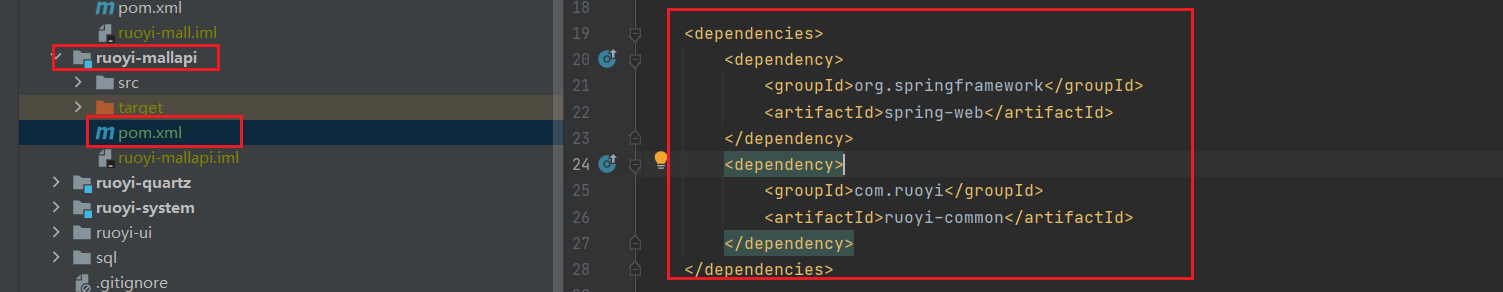 pom.xml
ruoyi-mall.iml
ruoyi-mallapi
src
target
pom.xml
ruoyi-mallapi.iml
ruoyi-quartz
ruoyi-system
ruoyi-ui
sql
.gitignore
18
19 <dependencies>
20 <dependency>
21 <groupId>org.springframework</groupId>
22 <artifactId>spring-web</artifactId>
23 </dependency>
24 <dependency>
25 <groupId>com.ruoyi</groupId>
26 <artifactId>ruoyi-common</artifactId>
27 </dependency>
28 </dependencies>